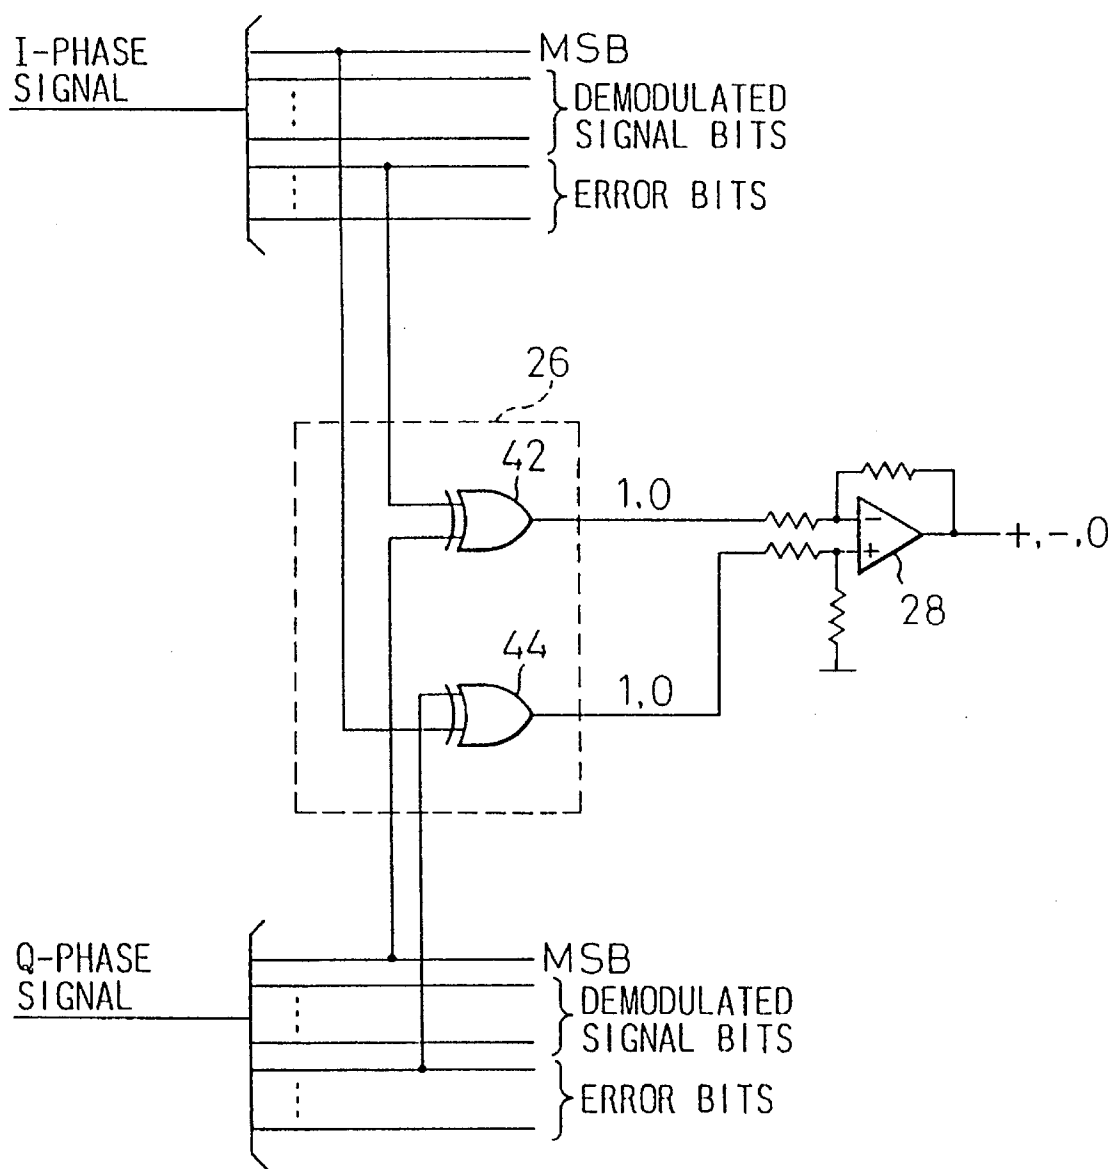 I-PHASE
SIGNAL
MSB
DEMODULATED
SIGNAL BITS
ERROR BITS
26
42
1,0
+,-,0
-
+
28
44
1,0
Q-PHASE
SIGNAL
MSB
DEMODULATED
SIGNAL BITS
ERROR BITS